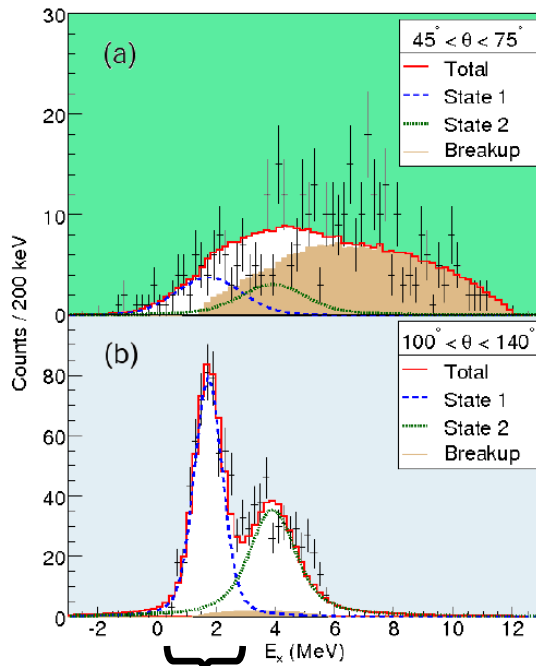 30
20
10
0
(a)
45° < θ < 75°
Total
State 1
State 2
Breakup
Counts / 200 keV
80
60
40
20
0
(b)
100° < θ < 140°
Total
State 1
State 2
Breakup
-2 0 2 4 6 8 10 12
Eₓ (MeV)